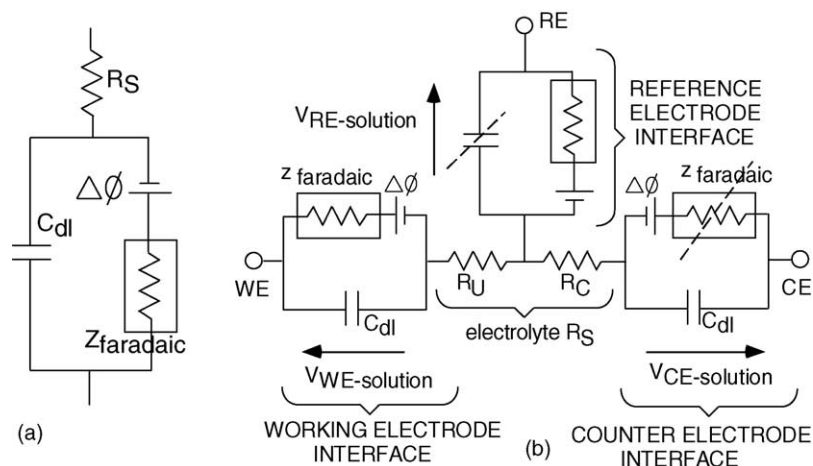 RS
Δø
Cdl
Zfaradaic
(a)
RE
VRE-solution
REFERENCE
ELECTRODE
INTERFACE
z faradaic
Δø
Δø
z faradaic
WE
RU
RC
CE
Cdl
electrolyte RS
Cdl
VWE-solution
VCE-solution
WORKING ELECTRODE
INTERFACE
(b)
COUNTER ELECTRODE
INTERFACE